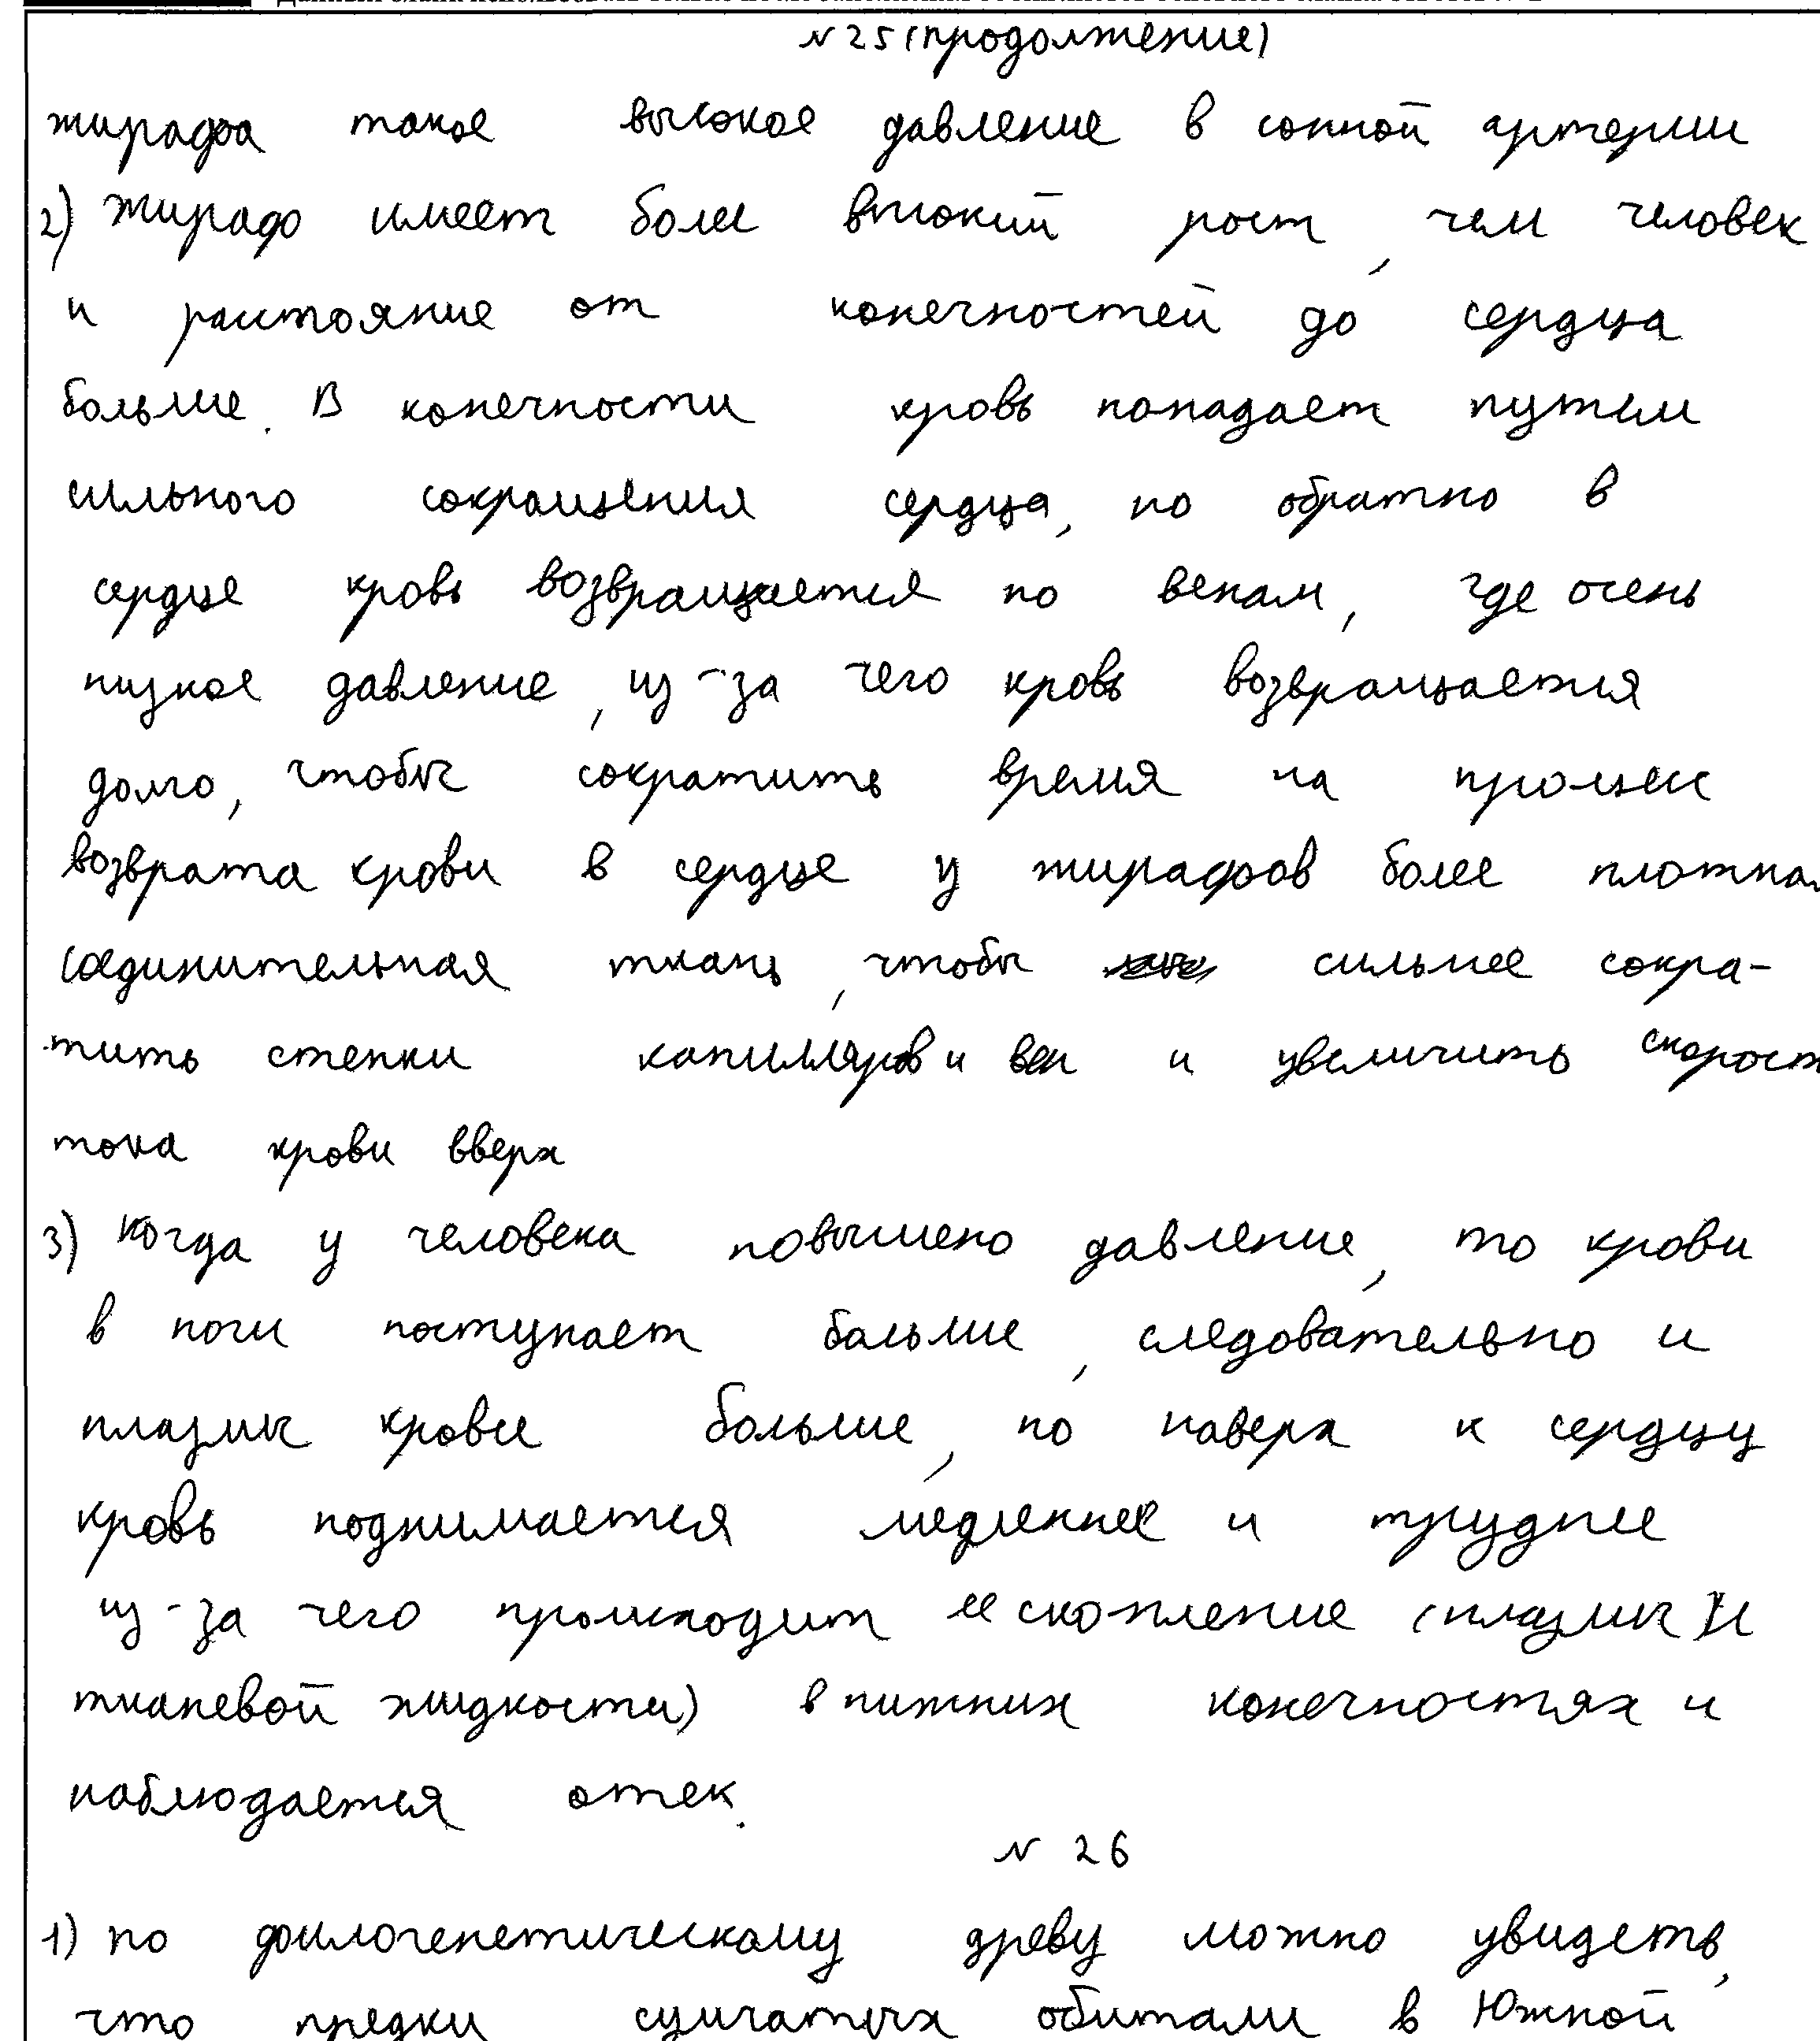 № 25 (продолжение)
жирафа такое высокое давление в сонной артерии
2) Жираф имеет более высокий рост, чем человек
и расстояние от конечностей до сердца
больше. В конечности кровь попадает путем
сильного сокращения сердца, но обратно в
сердце кровь возвращается по венам, где очень
низкое давление, из-за чего кровь возвращается
долго, чтобы сократить время на процесс
возврата крови в сердце у жирафов более плотная
соединительная ткань, чтобы сильнее сокра-
тить стенки капилляров и вен и увеличить скорост
тока крови вверх
3) Когда у человека повышено давление, то крови
в ноги поступает больше, следовательно и
плазмы крови больше, но наверх к сердцу
кровь поднимается медленнее и труднее
из-за чего происходит ее скопление (плазмы) и
тканевой жидкости) в нижних конечностях и
наблюдается отек.
№ 26
1) по филогенетическому древу можно увидеть,
что предки сумчатых обитали в Южной